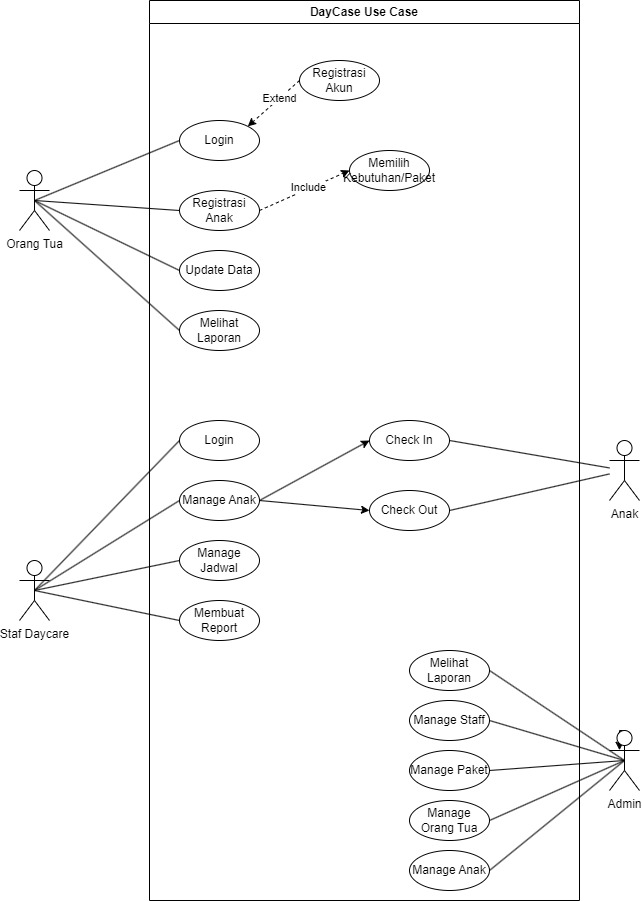 DayCase Use Case
Registrasi
Akun
Extend
Login
Memilih
Kebutuhan/Paket
Include
Registrasi
Anak
Orang Tua
Update Data
Melihat
Laporan
Login
Check In
Manage Anak
Check Out
Anak
Manage
Jadwal
Membuat
Report
Staf Daycare
Melihat
Laporan
Manage Staff
Manage Paket
Admin
Manage
Orang Tua
Manage Anak